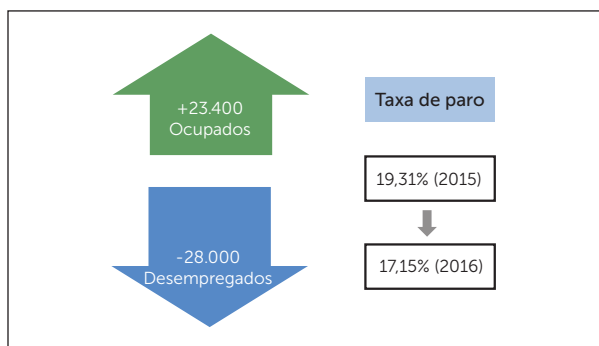 +23.400
Ocupados
-28.000
Desempregados
Taxa de paro
19,31% (2015)
17,15% (2016)